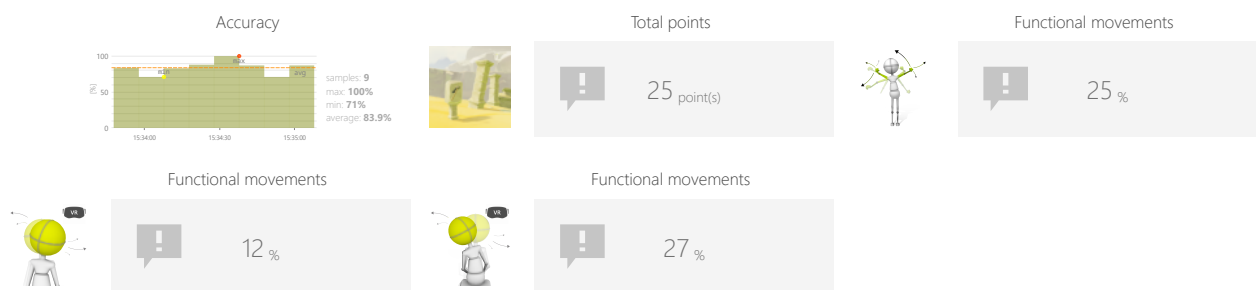 Accuracy
Total points
Functional movements
100
50
0
[%]
min
max
avg
15:34:00
15:34:30
15:35:00
samples: 9
max: 100%
min: 71%
average: 83.9%
25 point(s)
25 %
Functional movements
Functional movements
VR
12 %
VR
27 %